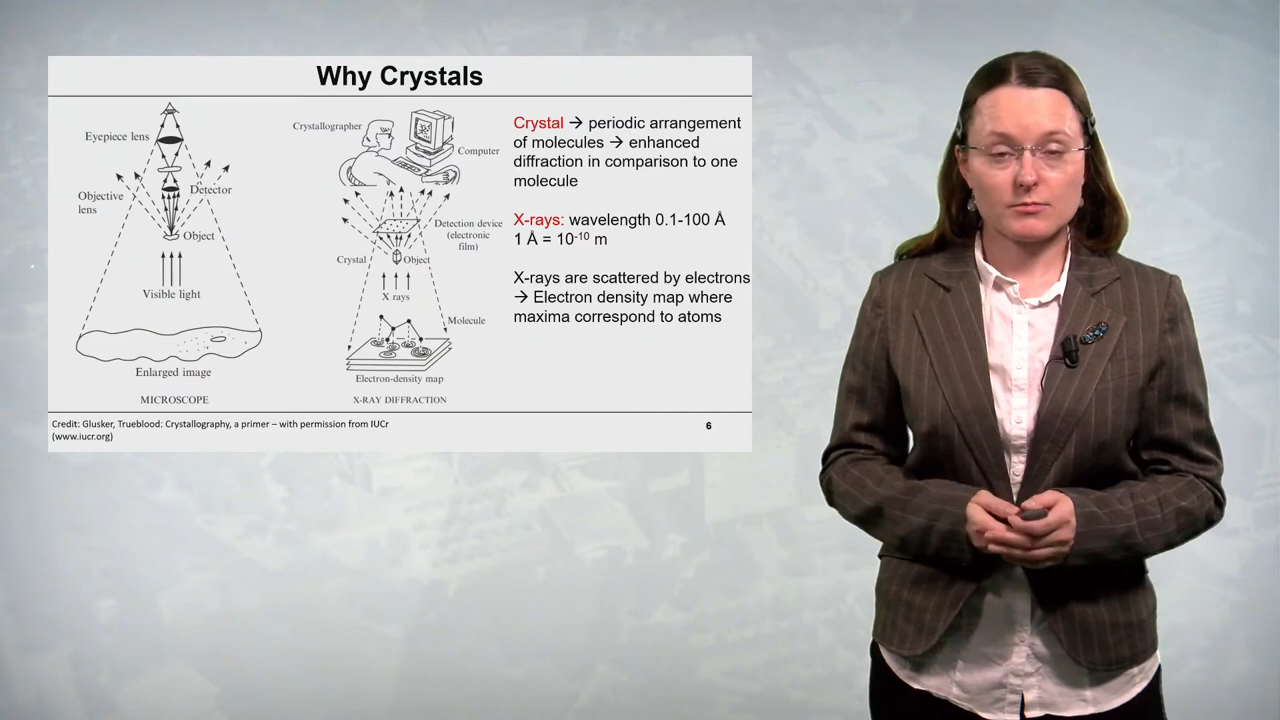 Why Crystals
Eyepiece lens
Objective
lens
Detector
Object
Visible light
Enlarged image
MICROSCOPE
Crystallographer
Computer
Detection device
(electronic
film)
Crystal
Object
X rays
Molecule
Electron-density map
X-RAY DIFFRACTION
Crystal → periodic arrangement
of molecules → enhanced
diffraction in comparison to one
molecule
X-rays: wavelength 0.1-100 Å
1 Å = 10⁻¹⁰ m
X-rays are scattered by electrons
→ Electron density map where
maxima correspond to atoms
Credit: Glusker, Trueblood: Crystallography, a primer – with permission from IUCr
(www.iucr.org)
6